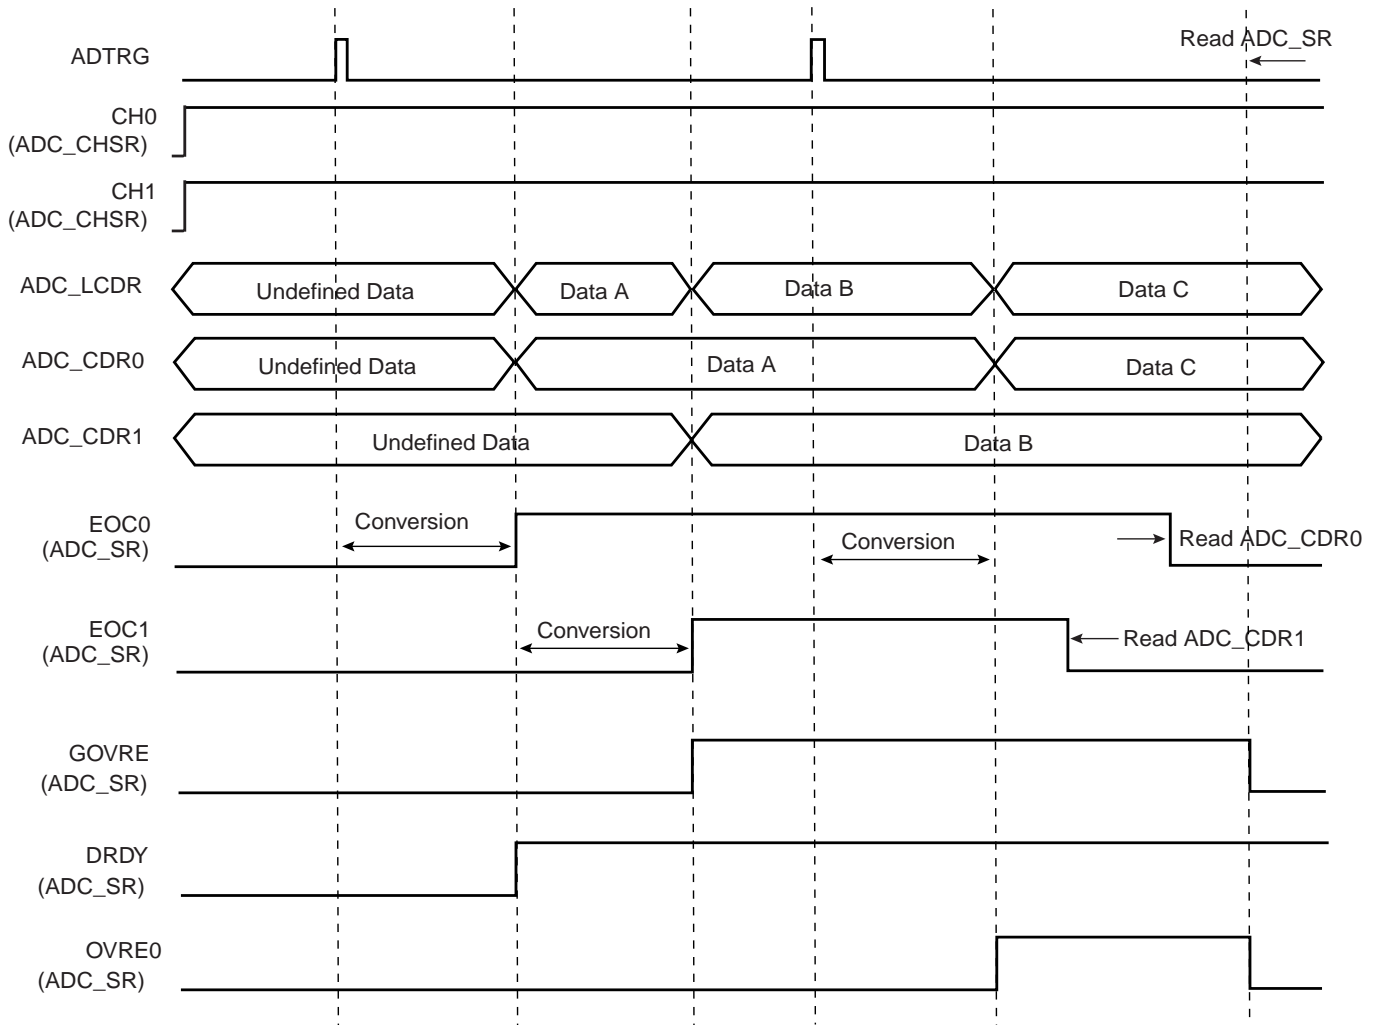 ADTRG
Read ADC_SR
CH0
(ADC_CHSR)
CH1
(ADC_CHSR)
ADC_LCDR
Undefined Data
Data A
Data B
Data C
ADC_CDR0
Undefined Data
Data A
Data C
ADC_CDR1
Undefined Data
Data B
EOC0
(ADC_SR)
Conversion
Conversion
Read ADC_CDR0
EOC1
(ADC_SR)
Conversion
Read ADC_CDR1
GOVRE
(ADC_SR)
DRDY
(ADC_SR)
OVRE0
(ADC_SR)